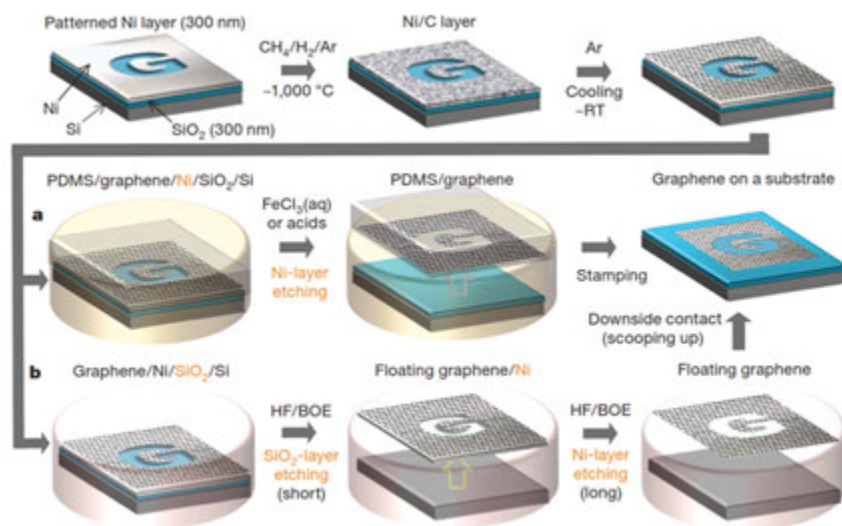 Patterned Ni layer (300 nm)
Ni/C layer
CH₄/H₂/Ar
~1,000 °C
Ar
Cooling
~RT
Ni
Si
SiO₂ (300 nm)
G
G
G
PDMS/graphene/Ni/SiO₂/Si
PDMS/graphene
Graphene on a substrate
a
FeCl₃(aq)
or acids
Ni-layer
etching
Stamping
G
G
G
Downside contact
(scooping up)
b
Graphene/Ni/SiO₂/Si
Floating graphene/Ni
Floating graphene
HF/BOE
SiO₂-layer
etching
(short)
HF/BOE
Ni-layer
etching
(long)
G
G
G